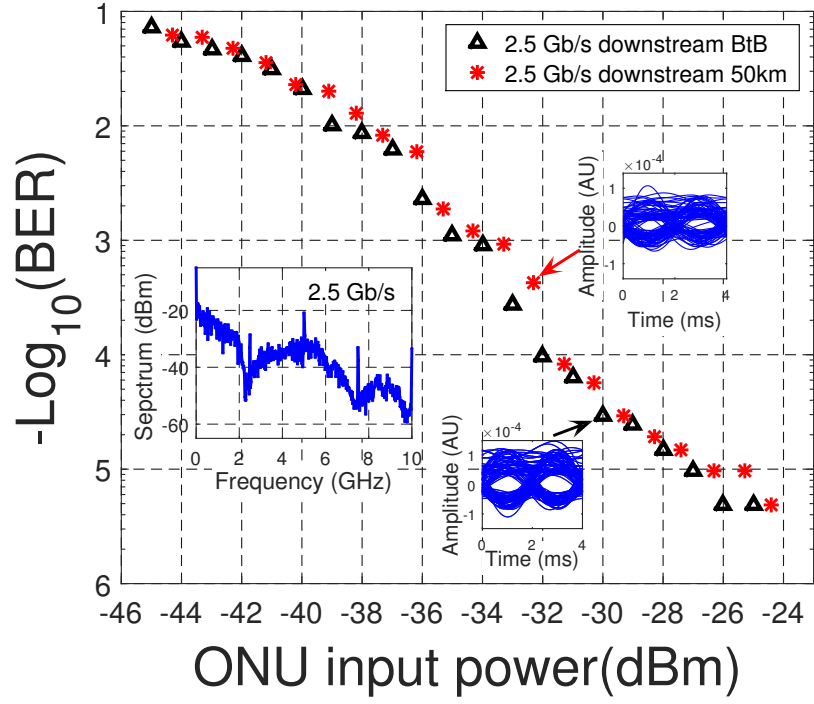 1
2
3
4
5
6
-Log10(BER)
2.5 Gb/s downstream BtB
2.5 Gb/s downstream 50km
×10-4
1
0
-1
Amplitude (AU)
0 2 4
Time (ms)
2.5 Gb/s
-20
-40
-60
Sepctrum (dBm)
0 2 4 6 8 10
Frequency (GHz)
×10-4
1
0
-1
Amplitude (AU)
0 2 4
Time (ms)
-46 -44 -42 -40 -38 -36 -34 -32 -30 -28 -26 -24
ONU input power(dBm)